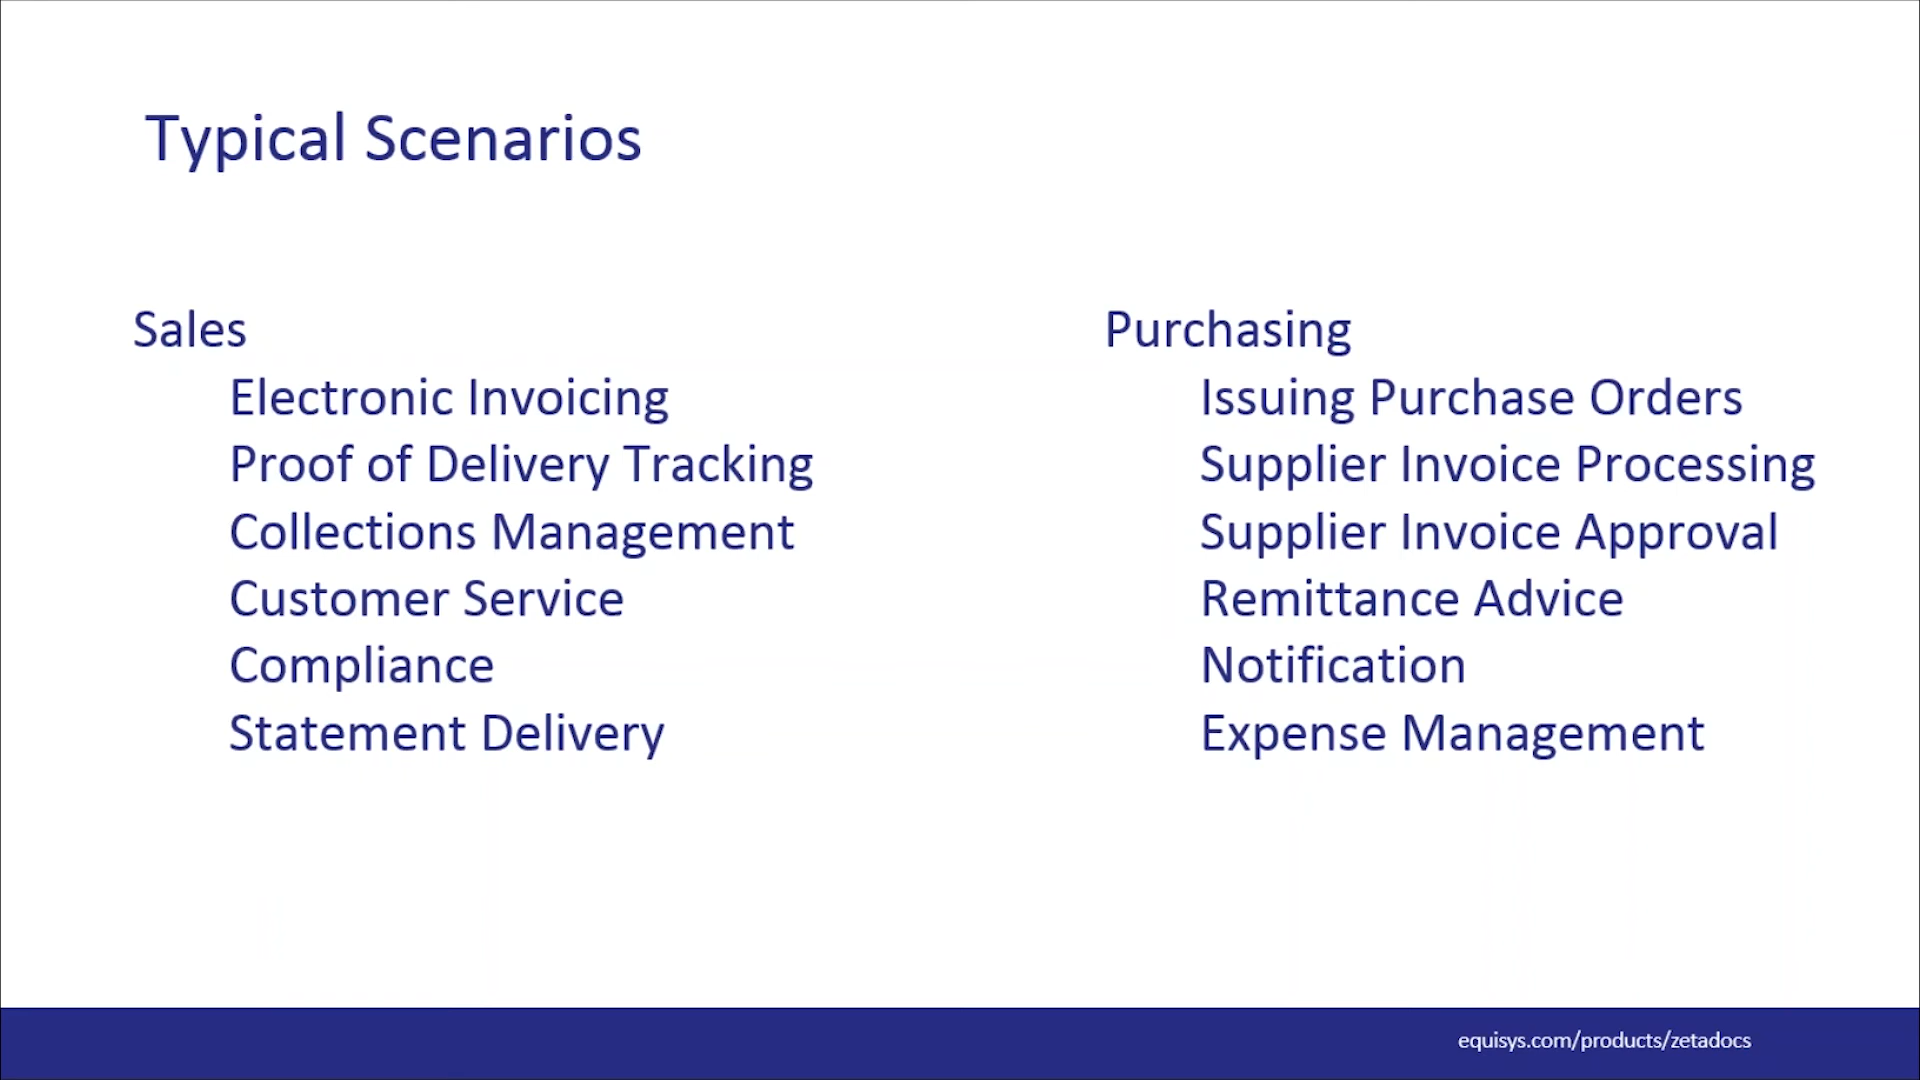 Typical Scenarios
Sales
Electronic Invoicing
Proof of Delivery Tracking
Collections Management
Customer Service
Compliance
Statement Delivery
Purchasing
Issuing Purchase Orders
Supplier Invoice Processing
Supplier Invoice Approval
Remittance Advice
Notification
Expense Management
equisys.com/products/zetadocs